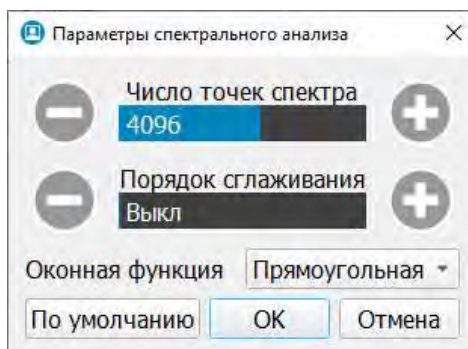 Параметры спектрального анализа
Число точек спектра
4096
Порядок сглаживания
Выкл
Оконная функция Прямоугольная
По умолчанию OK Отмена